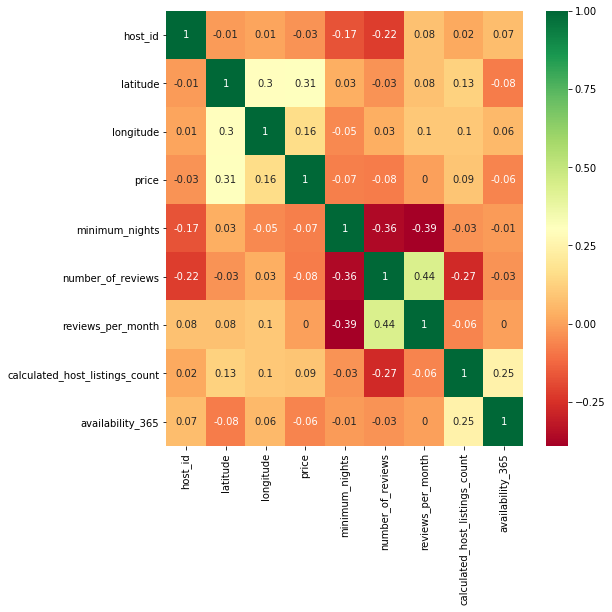 host_id 1 -0.01 0.01 -0.03 -0.17 -0.22 0.08 0.02 0.07
latitude -0.01 1 0.3 0.31 0.03 -0.03 0.08 0.13 -0.08
longitude 0.01 0.3 1 0.16 -0.05 0.03 0.1 0.1 0.06
price -0.03 0.31 0.16 1 -0.07 -0.08 0 0.09 -0.06
minimum_nights -0.17 0.03 -0.05 -0.07 1 -0.36 -0.39 -0.03 -0.01
number_of_reviews -0.22 -0.03 0.03 -0.08 -0.36 1 0.44 -0.27 -0.03
reviews_per_month 0.08 0.08 0.1 0 -0.39 0.44 1 -0.06 0
calculated_host_listings_count 0.02 0.13 0.1 0.09 -0.03 -0.27 -0.06 1 0.25
availability_365 0.07 -0.08 0.06 -0.06 -0.01 -0.03 0 0.25 1
host_id
latitude
longitude
price
minimum_nights
number_of_reviews
reviews_per_month
calculated_host_listings_count
availability_365
1.00
0.75
0.50
0.25
0.00
−0.25